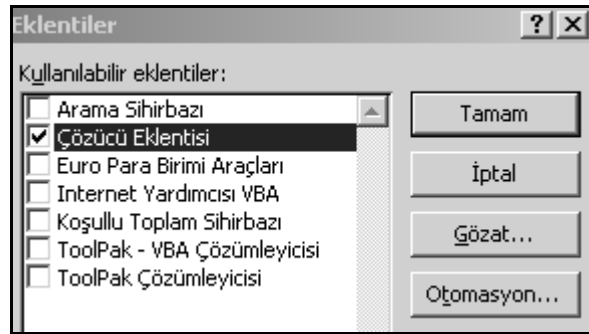 Eklentiler
Kullanılabilir eklentiler:
Arama Sihirbazı
Çözücü Eklentisi
Euro Para Birimi Araçları
Internet Yardımcısı VBA
Koşullu Toplam Sihirbazı
ToolPak - VBA Çözümleyicisi
ToolPak Çözümleyicisi
Tamam
İptal
Gözat...
Otomasyon...